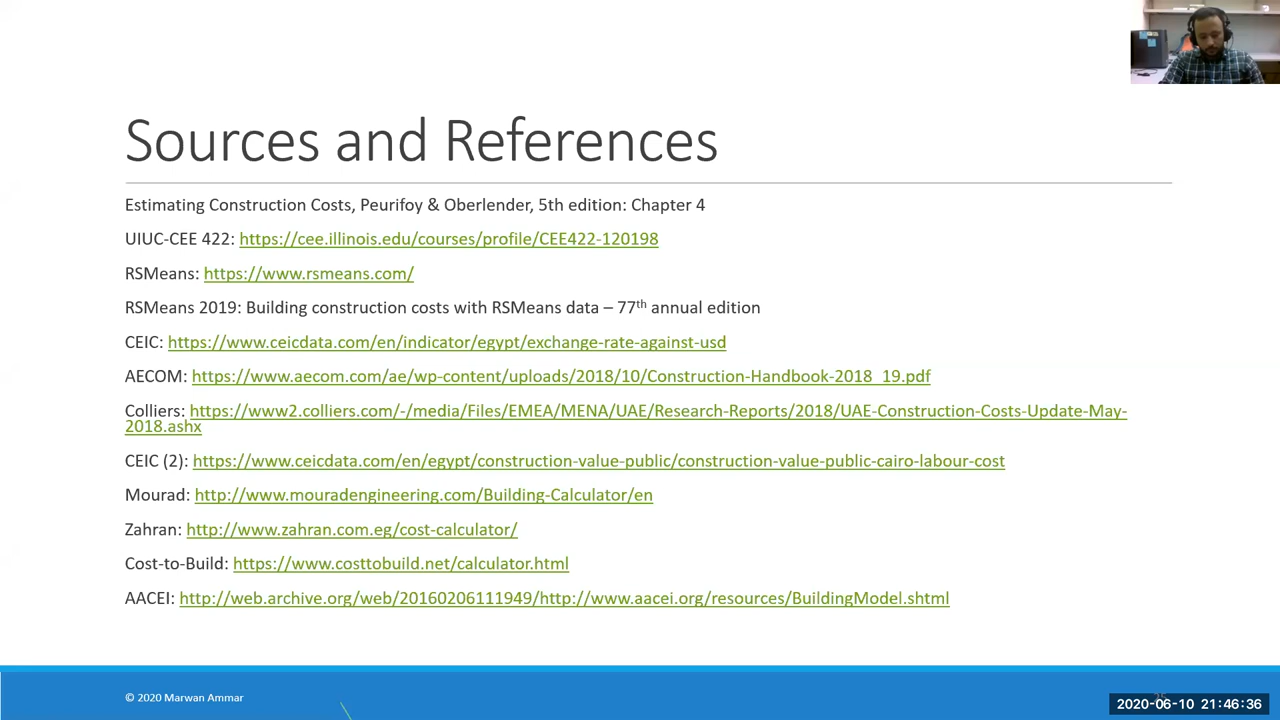 Sources and References
Estimating Construction Costs, Peurifoy & Oberlender, 5th edition: Chapter 4
UIUC-CEE 422: https://cee.illinois.edu/courses/profile/CEE422-120198
RSMeans: https://www.rsmeans.com/
RSMeans 2019: Building construction costs with RSMeans data – 77th annual edition
CEIC: https://www.ceicdata.com/en/indicator/egypt/exchange-rate-against-usd
AECOM: https://www.aecom.com/ae/wp-content/uploads/2018/10/Construction-Handbook-2018_19.pdf
Colliers: https://www2.colliers.com/-/media/Files/EMEA/MENA/UAE/Research-Reports/2018/UAE-Construction-Costs-Update-May-
2018.ashx
CEIC (2): https://www.ceicdata.com/en/egypt/construction-value-public/construction-value-public-cairo-labour-cost
Mourad: http://www.mouradengineering.com/Building-Calculator/en
Zahran: http://www.zahran.com.eg/cost-calculator/
Cost-to-Build: https://www.costtobuild.net/calculator.html
AACEI: http://web.archive.org/web/20160206111949/http://www.aacei.org/resources/BuildingModel.shtml
© 2020 Marwan Ammar
2020-06-10 21:46:36